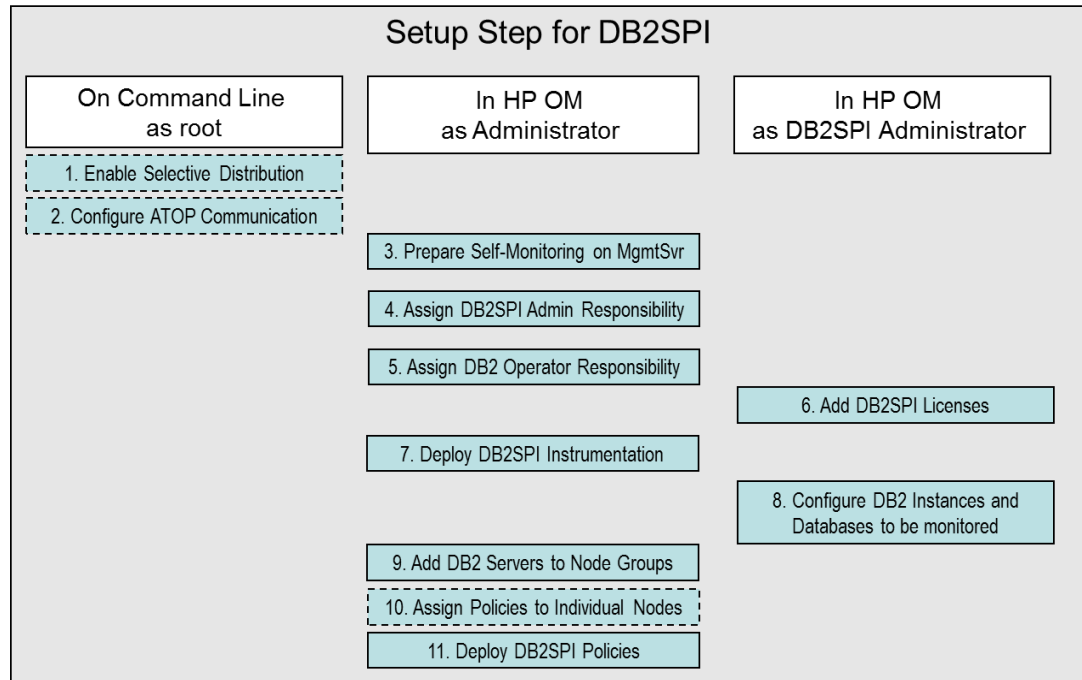 Setup Step for DB2SPI
On Command Line
as root
In HP OM
as Administrator
In HP OM
as DB2SPI Administrator
1. Enable Selective Distribution
2. Configure ATOP Communication
3. Prepare Self-Monitoring on MgmtSvr
4. Assign DB2SPI Admin Responsibility
5. Assign DB2 Operator Responsibility
6. Add DB2SPI Licenses
7. Deploy DB2SPI Instrumentation
8. Configure DB2 Instances and
Databases to be monitored
9. Add DB2 Servers to Node Groups
10. Assign Policies to Individual Nodes
11. Deploy DB2SPI Policies